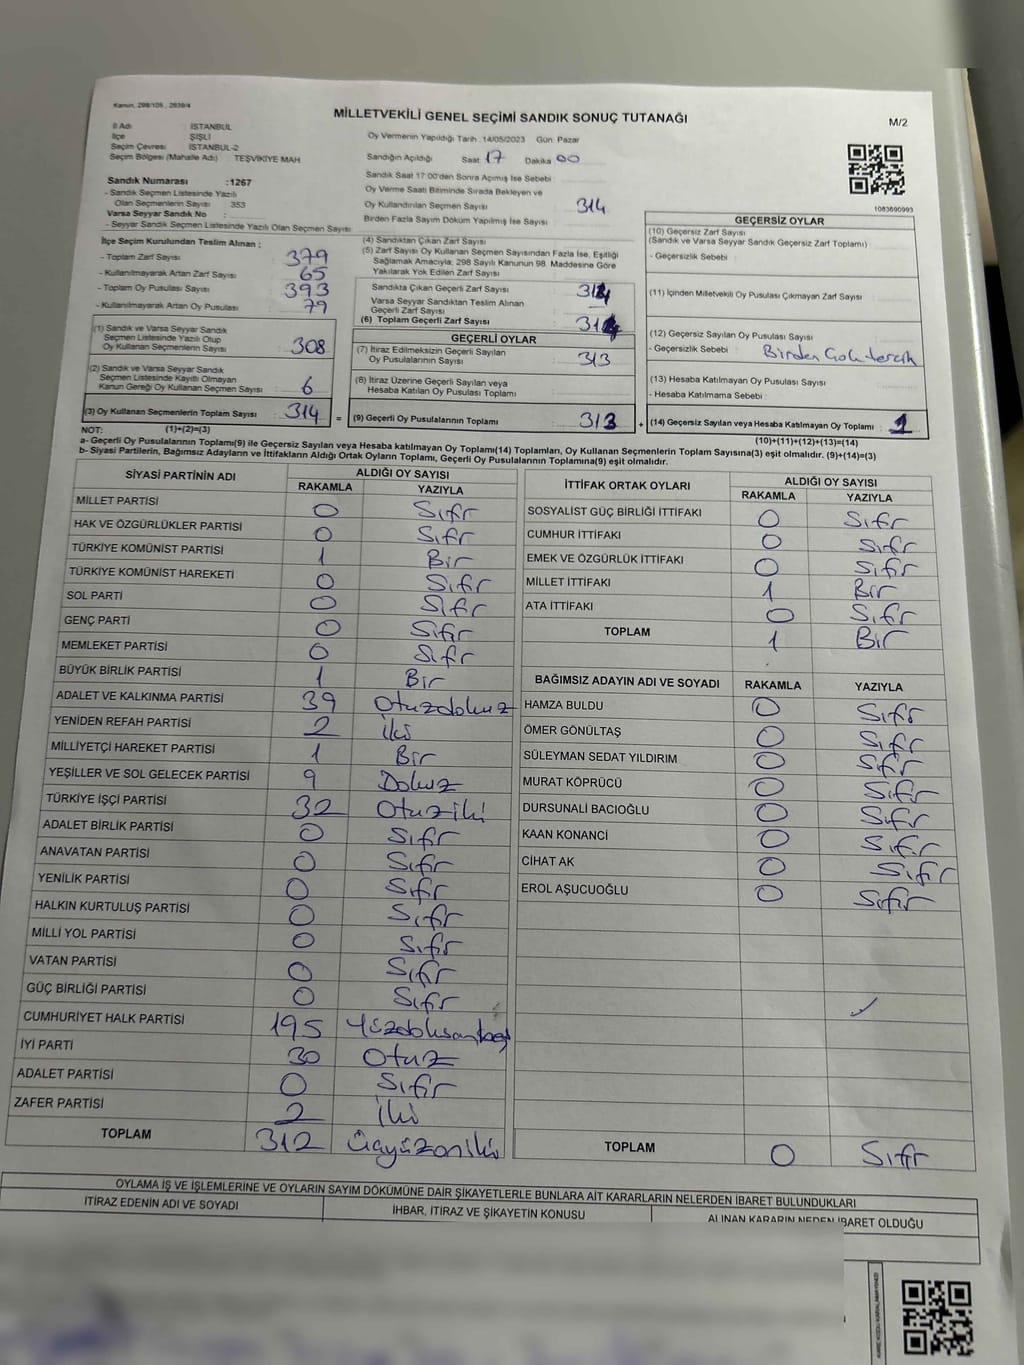 Kanun, 298/105 , 2839/4
MİLLETVEKİLİ GENEL SEÇİMİ SANDIK SONUÇ TUTANAĞI
M/2
İl Adı : İSTANBUL
İlçe : ŞİŞLİ
Seçim Çevresi : İSTANBUL-2
Seçim Bölgesi (Mahalle Adı) : TEŞVİKİYE MAH
Sandık Numarası : 1267
- Sandık Seçmen Listesinde Yazılı
Olan Seçmenlerin Sayısı : 353
Varsa Seyyar Sandık No :
- Seyyar Sandık Seçmen Listesinde Yazılı Olan Seçmen Sayısı :
Oy Vermenin Yapıldığı Tarih : 14/05/2023 Gün Pazar
Sandığın Açıldığı Saat 17 Dakika 00
Sandık Saat 17:00'den Sonra Açılmış İse Sebebi :
Oy Verme Saati Bitiminde Sırada Bekleyen ve
Oy Kullandırılan Seçmen Sayısı : 314
Birden Fazla Sayım Döküm Yapılmış İse Sayısı :
1083690993
İlçe Seçim Kurulundan Teslim Alınan :
- Toplam Zarf Sayısı : 379
- Kullanılmayarak Artan Zarf Sayısı : 65
- Toplam Oy Pusulası Sayısı : 393
- Kullanılmayarak Artan Oy Pusulası : 79
(1) Sandık ve Varsa Seyyar Sandık
Seçmen Listesinde Yazılı Olup
Oy Kullanan Seçmenlerin Sayısı : 308
(2) Sandık ve Varsa Seyyar Sandık
Seçmen Listesinde Kayıtlı Olmayan
Kanun Gereği Oy Kullanan Seçmen Sayısı : 6
(3) Oy Kullanan Seçmenlerin Toplam Sayısı : 314 =
(4) Sandıktan Çıkan Zarf Sayısı
(5) Zarf Sayısı Oy Kullanan Seçmen Sayısından Fazla İse, Eşitliği
Sağlamak Amacıyla, 298 Sayılı Kanunun 98. Maddesine Göre
Yakılarak Yok Edilen Zarf Sayısı :
Sandıkta Çıkan Geçerli Zarf Sayısı : 314
Varsa Seyyar Sandıktan Teslim Alınan
Geçerli Zarf Sayısı :
(6) Toplam Geçerli Zarf Sayısı : 314
GEÇERLİ OYLAR
(7) İtiraz Edilmeksizin Geçerli Sayılan
Oy Pusulalarının Sayısı : 313
(8) İtiraz Üzerine Geçerli Sayılan veya
Hesaba Katılan Oy Pusulası Toplamı :
(9) Geçerli Oy Pusulalarının Toplamı : 313 +
GEÇERSİZ OYLAR
(10) Geçersiz Zarf Sayısı
(Sandık ve Varsa Seyyar Sandık Geçersiz Zarf Toplamı)
- Geçersizlik Sebebi :
(11) İçinden Milletvekili Oy Pusulası Çıkmayan Zarf Sayısı :
(12) Geçersiz Sayılan Oy Pusulası Sayısı :
- Geçersizlik Sebebi : Birden Çok tercih
(13) Hesaba Katılmayan Oy Pusulası Sayısı :
- Hesaba Katılmama Sebebi :
(14) Geçersiz Sayılan veya Hesaba Katılmayan Oy Toplamı : 1
NOT: (1)+(2)=(3)
(10)+(11)+(12)+(13)=(14)
a- Geçerli Oy Pusulalarının Toplamı(9) ile Geçersiz Sayılan veya Hesaba katılmayan Oy Toplam(14) Toplamları, Oy Kullanan Seçmenlerin Toplam Sayısına(3) eşit olmalıdır. (9)+(14)=(3)
b- Siyasi Partilerin, Bağımsız Adayların ve İttifakların Aldığı Ortak Oyların Toplamı, Geçerli Oy Pusulalarının Toplamına(9) eşit olmalıdır.
SİYASİ PARTİNİN ADI ALDIĞI OY SAYISI
RAKAMLA YAZIYLA
MİLLET PARTİSİ 0 Sıfır
HAK VE ÖZGÜRLÜKLER PARTİSİ 0 Sıfır
TÜRKİYE KOMÜNİST PARTİSİ 1 Bir
TÜRKİYE KOMÜNİST HAREKETİ 0 Sıfır
SOL PARTİ 0 Sıfır
GENÇ PARTİ 0 Sıfır
MEMLEKET PARTİSİ 0 Sıfır
BÜYÜK BİRLİK PARTİSİ 1 Bir
ADALET VE KALKINMA PARTİSİ 39 Otuzdokuz
YENİDEN REFAH PARTİSİ 2 İki
MİLLİYETÇİ HAREKET PARTİSİ 1 Bir
YEŞİLLER VE SOL GELECEK PARTİSİ 9 Dokuz
TÜRKİYE İŞÇİ PARTİSİ 32 Otuziki
ADALET BİRLİK PARTİSİ 0 Sıfır
ANAVATAN PARTİSİ 0 Sıfır
YENİLİK PARTİSİ 0 Sıfır
HALKIN KURTULUŞ PARTİSİ 0 Sıfır
MİLLİ YOL PARTİSİ 0 Sıfır
VATAN PARTİSİ 0 Sıfır
GÜÇ BİRLİĞİ PARTİSİ 0 Sıfır
CUMHURİYET HALK PARTİSİ 195 Yüzdoksanbeş
İYİ PARTİ 30 Otuz
ADALET PARTİSİ 0 Sıfır
ZAFER PARTİSİ 2 İki
TOPLAM 312 Üçyüzoniki
İTTİFAK ORTAK OYLARI ALDIĞI OY SAYISI
RAKAMLA YAZIYLA
SOSYALİST GÜÇ BİRLİĞİ İTTİFAKI 0 Sıfır
CUMHUR İTTİFAKI 0 Sıfır
EMEK VE ÖZGÜRLÜK İTTİFAKI 0 Sıfır
MİLLET İTTİFAKI 1 Bir
ATA İTTİFAKI 0 Sıfır
TOPLAM 1 Bir
BAĞIMSIZ ADAYIN ADI VE SOYADI RAKAMLA YAZIYLA
HAMZA BULDU 0 Sıfır
ÖMER GÖNÜLTAŞ 0 Sıfır
SÜLEYMAN SEDAT YILDIRIM 0 Sıfır
MURAT KÖPRÜCÜ 0 Sıfır
DURSUNALİ BACIOĞLU 0 Sıfır
KAAN KONANCİ 0 Sıfır
CİHAT AK 0 Sıfır
EROL AŞUCUOĞLU 0 Sıfır
TOPLAM 0 Sıfır
OYLAMA İŞ VE İŞLEMLERİNE VE OYLARIN SAYIM DÖKÜMÜNE DAİR ŞİKAYETLERLE BUNLARA AİT KARARLARIN NELERDEN İBARET BULUNDUKLARI
İTİRAZ EDENİN ADI VE SOYADI İHBAR, İTİRAZ VE ŞİKAYETİN KONUSU ALINAN KARARIN NEDEN İBARET OLDUĞU